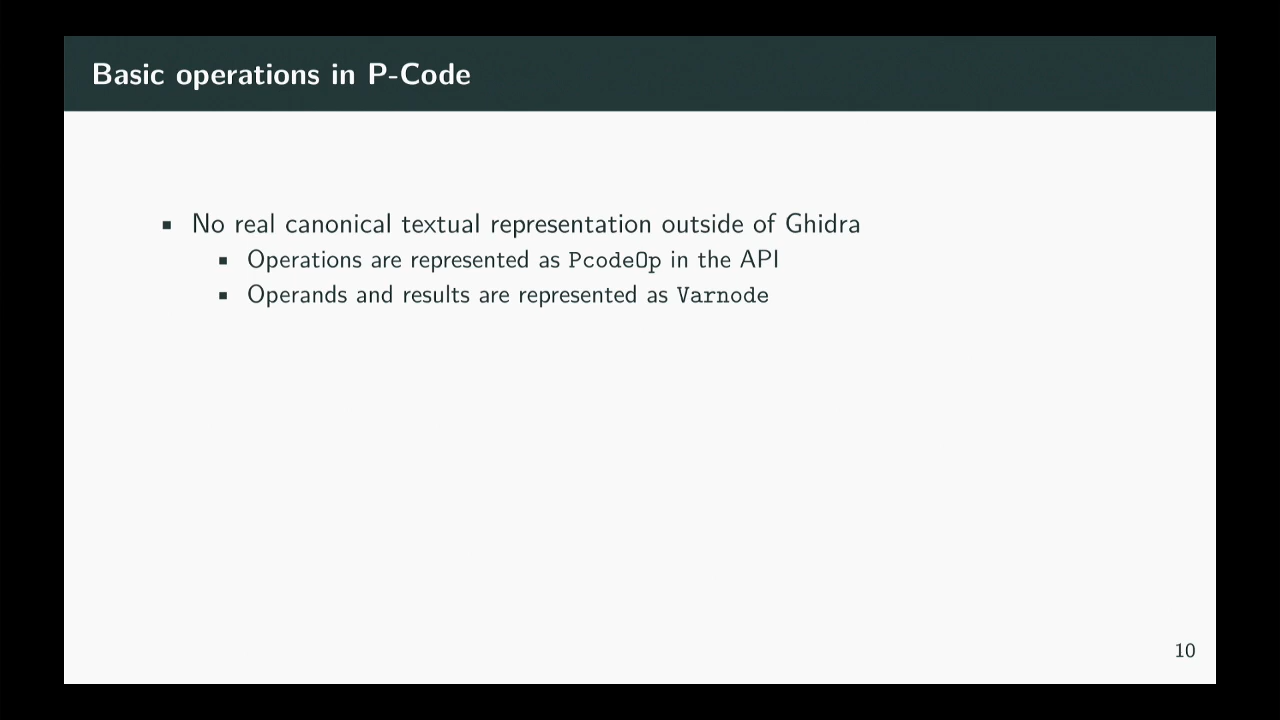 Basic operations in P-Code
▪ No real canonical textual representation outside of Ghidra
▪ Operations are represented as PcodeOp in the API
▪ Operands and results are represented as Varnode
10